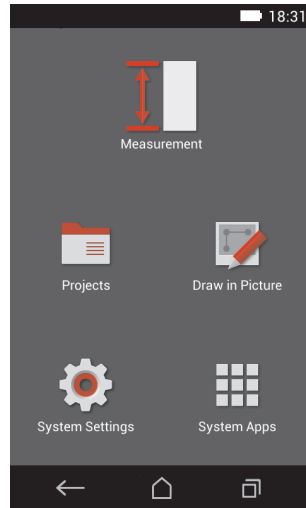 18:31
Measurement
Projects
Draw in Picture
System Settings
System Apps